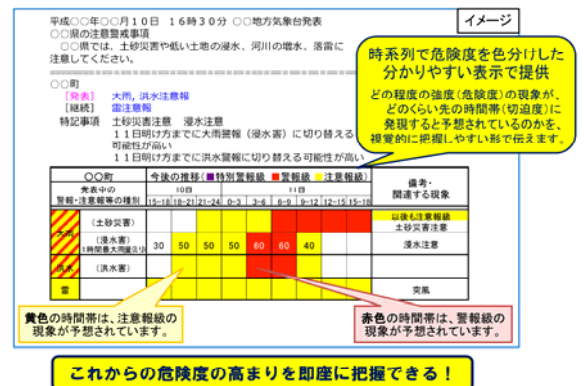 平成○○年○○月１０日 １６時３０分 ○○地方気象台発表
イメージ
○○県の注意警戒事項
○○県では、土砂災害や低い土地の浸水、河川の増水、落雷に
注意してください。
時系列で危険度を色分けした
分かりやすい表示で提供
どの程度の強度(危険度)の現象が、
どのくらい先の時間帯(切迫度)に
発現すると予想されているのかを、
視覚的に把握しやすい形で伝えます。
○○町
［発表］ 大雨，洪水注意報
［継続］ 雷注意報
特記事項 土砂災害注意 浸水注意
１１日明け方までに大雨警報（浸水害）に切り替える
可能性が高い
１１日明け方までに洪水警報に切り替える可能性が高い
○○町 今後の推移(■特別警報級 ■警報級 ■注意報級) 備考・
関連する現象
発表中の
警報・注意報等の種別
10日 11日
15-18 18-21 21-24 0-3 3-6 6-9 9-12 12-15 15-18
大雨 (土砂災害) 以後も注意報級
土砂災害注意
(浸水害) 30 50 50 50 60 60 40 浸水注意
1時間最大雨量(ミリ)
洪水 (洪水害)
雷 突風
黄色の時間帯は、注意報級の
現象が予想されています。
赤色の時間帯は、警報級の
現象が予想されています。
これからの危険度の高まりを即座に把握できる！